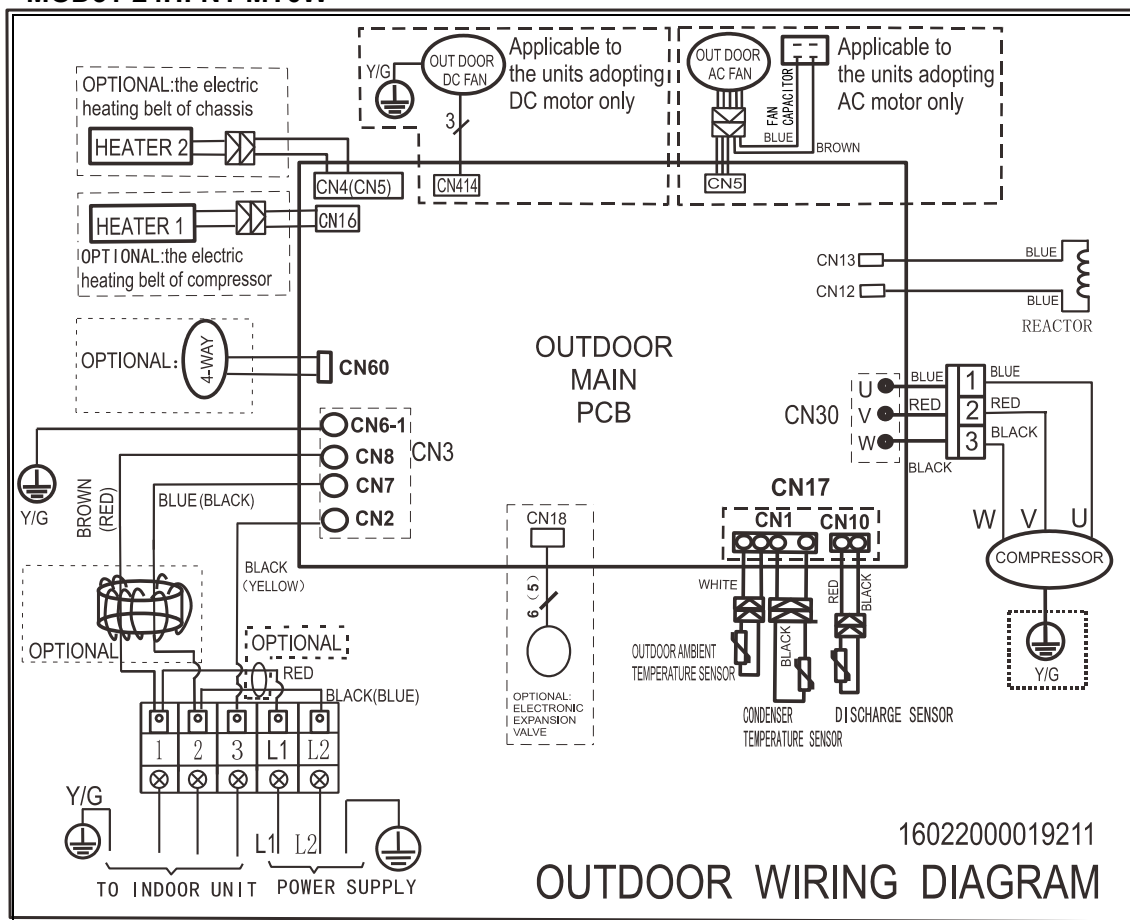 OPTIONAL:the electric
heating belt of chassis
HEATER 2
CN4(CN5)
HEATER 1
CN16
OPTIONAL:the electric
heating belt of compressor
Y/G
OUT DOOR
DC FAN
3
CN414
Applicable to
the units adopting
DC motor only
OUT DOOR
AC FAN
FAN
CAPACITOR
BLUE
BROWN
CN5
Applicable to
the units adopting
AC motor only
CN13
BLUE
CN12
BLUE
REACTOR
OPTIONAL:
4-WAY
CN60
OUTDOOR
MAIN
PCB
CN30
U
V
W
BLUE
RED
BLACK
1
2
3
BLUE
RED
BLACK
W
V
U
COMPRESSOR
Y/G
CN6-1
CN8
CN7
CN2
CN3
Y/G
BROWN
(RED)
BLUE(BLACK)
BLACK
(YELLOW)
OPTIONAL
OPTIONAL
RED
BLACK(BLUE)
1
2
3
L1
L2
Y/G
L1
L2
TO INDOOR UNIT
POWER SUPPLY
CN18
6 (5)
OPTIONAL:
ELECTRONIC
EXPANSION
VALVE
CN17
CN1
CN10
WHITE
BLACK
RED
BLACK
OUTDOOR AMBIENT
TEMPERATURE SENSOR
CONDENSER
TEMPERATURE SENSOR
DISCHARGE SENSOR
16022000019211
OUTDOOR WIRING DIAGRAM